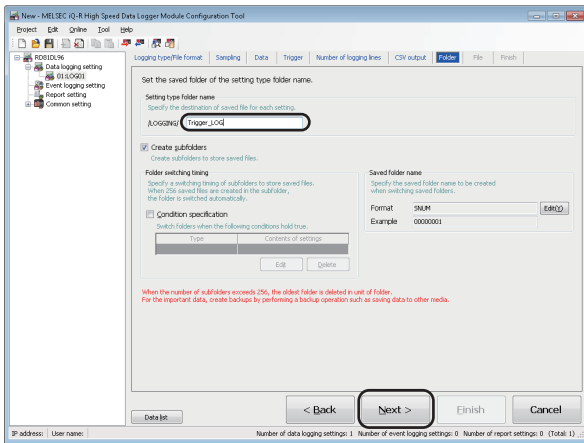 New - MELSEC iQ-R High Speed Data Logger Module Configuration Tool
Project Edit Online Tool Help
RD81DL96
Data logging setting
01:LOG01
Event logging setting
Report setting
Common setting
Logging type/File format Sampling Data Trigger Number of logging lines CSV output Folder File Finish
Set the saved folder of the setting type folder name.
Setting type folder name
Specify the destination of saved file for each setting.
/LOGGING/ Trigger_LOG
Create subfolders
Create subfolders to store saved files.
Folder switching timing
Specify a switching timing of subfolders to store saved files.
When 256 saved files are created in the subfolder,
the folder is switched automatically.
Condition specification
Switch folders when the following conditions hold true.
Type Contents of settings
Edit Delete
Saved folder name
Specify the saved folder name to be created
when switching saved folders.
Format SNUM Edit(Y)
Example 00000001
When the number of subfolders exceeds 256, the oldest folder is deleted in unit of folder.
For the important data, create backups by performing a backup operation such as saving data to other media.
Data list < Back Next > Finish Cancel
IP address: User name: Number of data logging settings: 1 Number of event logging settings: 0 Number of report settings: 0 (Total: 1)